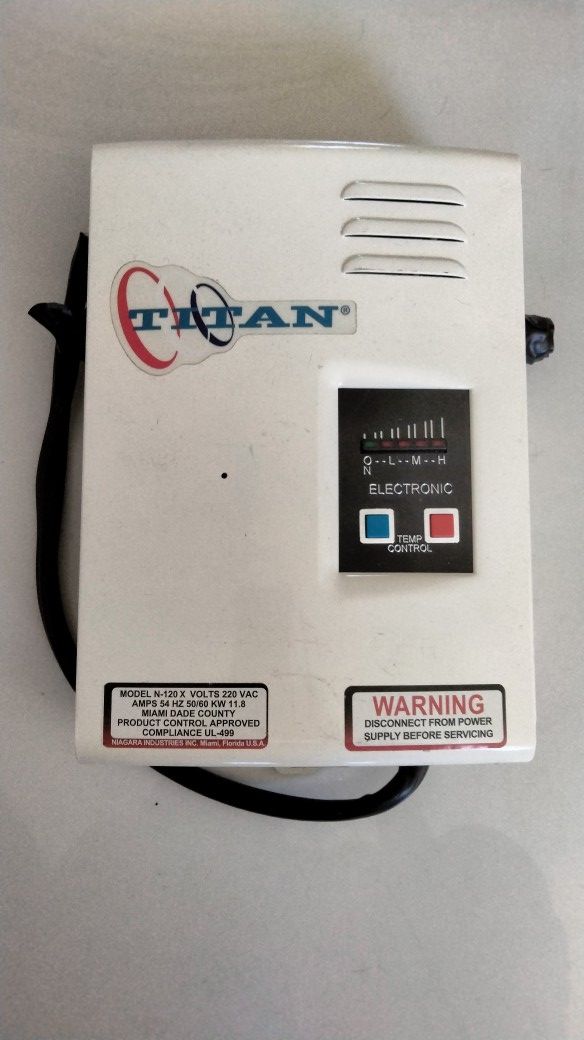 TITAN®
O--L--M--H
N
ELECTRONIC
TEMP
CONTROL
MODEL N-120 X VOLTS 220 VAC
AMPS 54 HZ 50/60 KW 11.8
MIAMI DADE COUNTY
PRODUCT CONTROL APPROVED
COMPLIANCE UL-499
NIAGARA INDUSTRIES INC. Miami, Florida U.S.A.
WARNING
DISCONNECT FROM POWER
SUPPLY BEFORE SERVICING